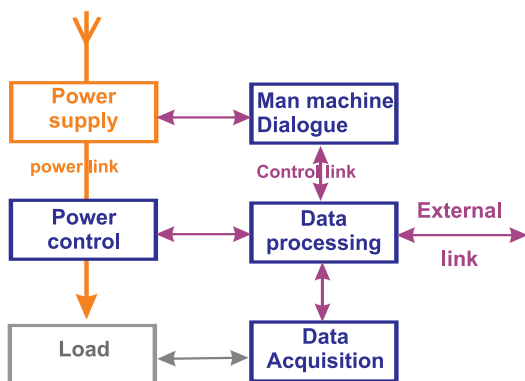 Power
supply
Man machine
Dialogue
power link
Control link
Power
control
Data
processing
External
link
Load
Data
Acquisition